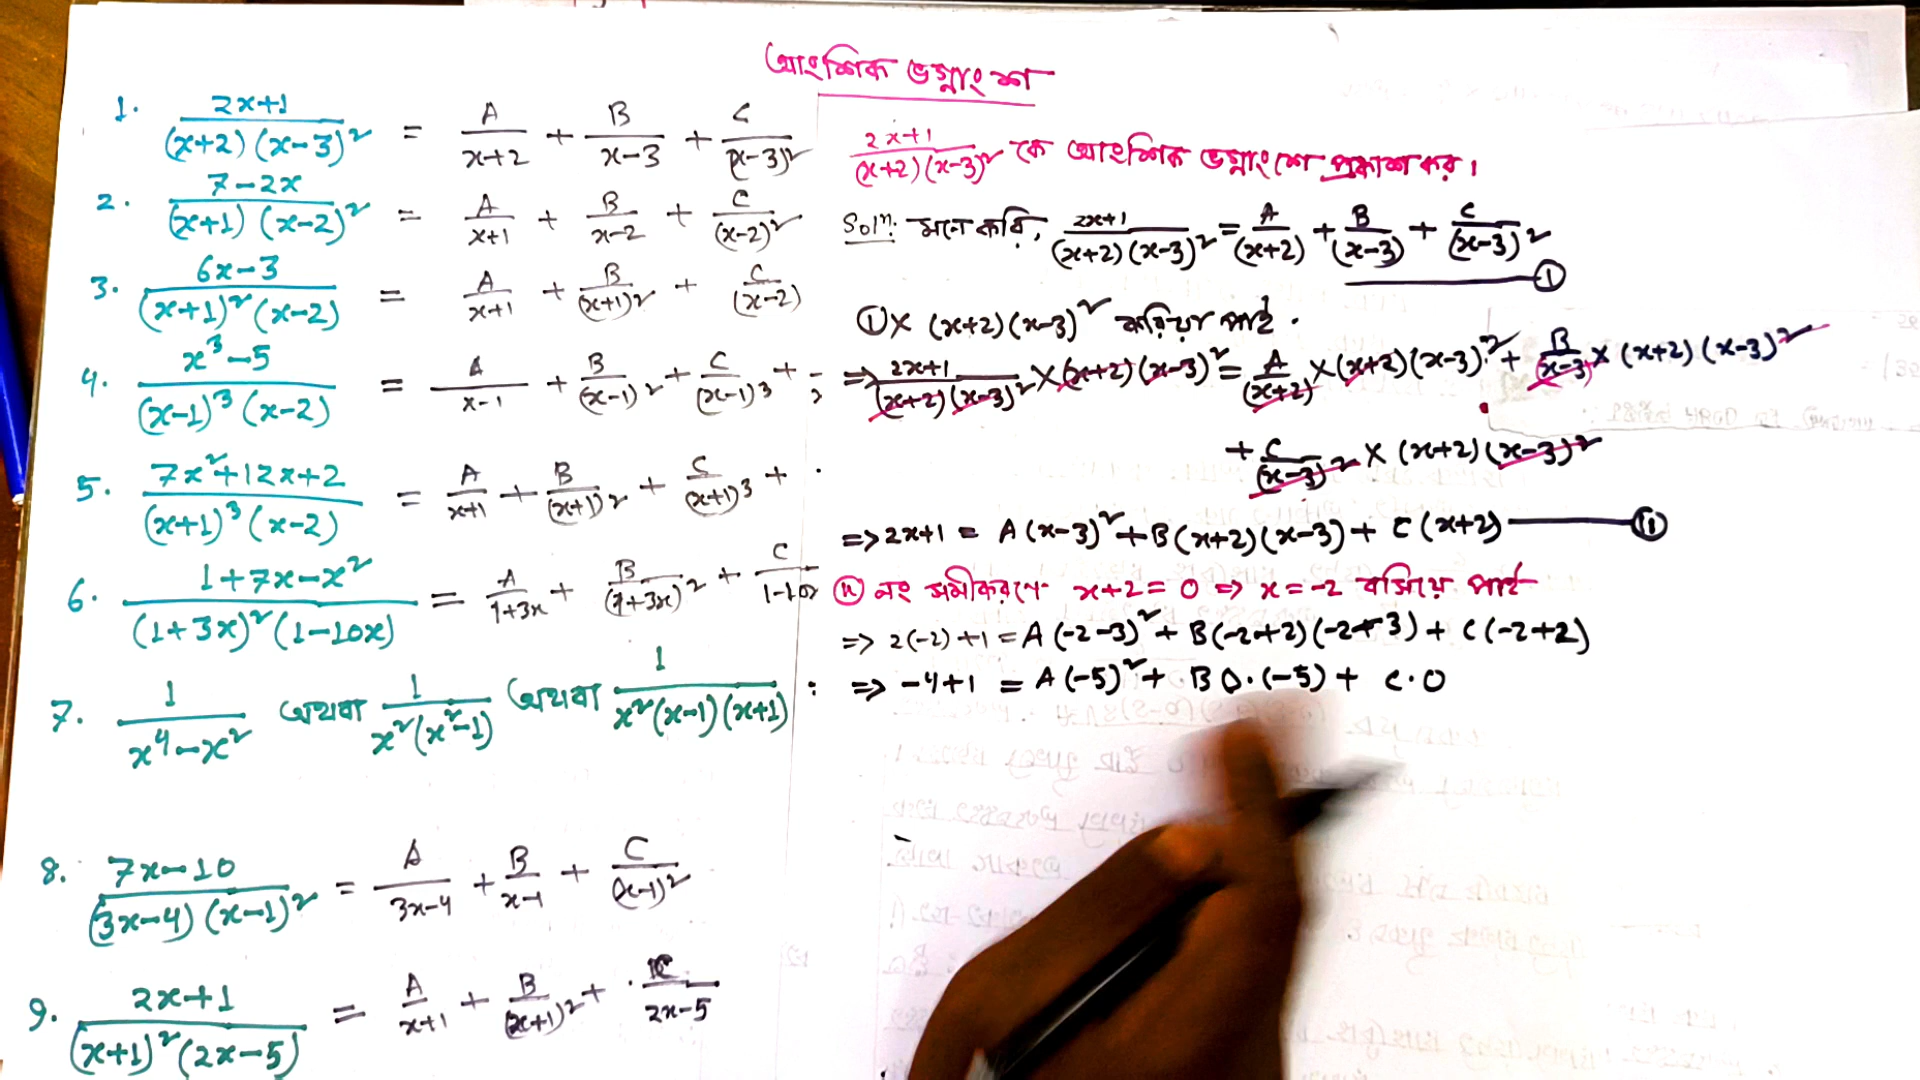 আংশিক ভগ্নাংশ
1. (2x+1)/((x+2)(x-3)²) = A/(x+2) + B/(x-3) + C/(x-3)²
2. (7-2x)/((x+1)(x-2)²) = A/(x+1) + B/(x-2) + C/(x-2)²
3. (6x-3)/((x+1)²(x-2)) = A/(x+1) + B/(x+1)² + C/(x-2)
4. (x³-5)/((x-1)³(x-2)) = A/(x-1) + B/(x-1)² + C/(x-1)³ +
5. (7x²+12x+2)/((x+1)³(x-2)) = A/(x+1) + B/(x+1)² + C/(x+1)³ +
6. (1+7x-x²)/((1+3x)²(1-10x)) = A/(1+3x) + B/(1+3x)² + C/(1-10x)
7. 1/(x⁴-x²) অথবা 1/(x²(x²-1)) অথবা 1/(x²(x-1)(x+1)) :
8. (7x-10)/((3x-4)(x-1)²) = A/(3x-4) + B/(x-1) + C/(x-1)²
9. (2x+1)/((x+1)²(2x-5)) = A/(x+1) + B/(x+1)² + C/(2x-5)
(2x+1)/((x+2)(x-3)²) কে আংশিক ভগ্নাংশে প্রকাশ কর।
Solⁿ: মনে করি, (2x+1)/((x+2)(x-3)²) = A/(x+2) + B/(x-3) + C/(x-3)²
①
① × (x+2)(x-3)² করিয়া পাই.
=> (2x+1)/((x+2)(x-3)²) × (x+2)(x-3)² = A/(x+2) × (x+2)(x-3)² + B/(x-3) × (x+2)(x-3)²
+ C/(x-3)² × (x+2)(x-3)²
=> 2x+1 = A(x-3)² + B(x+2)(x-3) + C(x+2) — ⑪
⑪ নং সমীকরণে x+2 = 0 => x = -2 বসিয়ে পাই
=> 2(-2)+1 = A(-2-3)² + B(-2+2)(-2-3) + C(-2+2)
=> -4+1 = A(-5)² + B0.(-5) + C.0